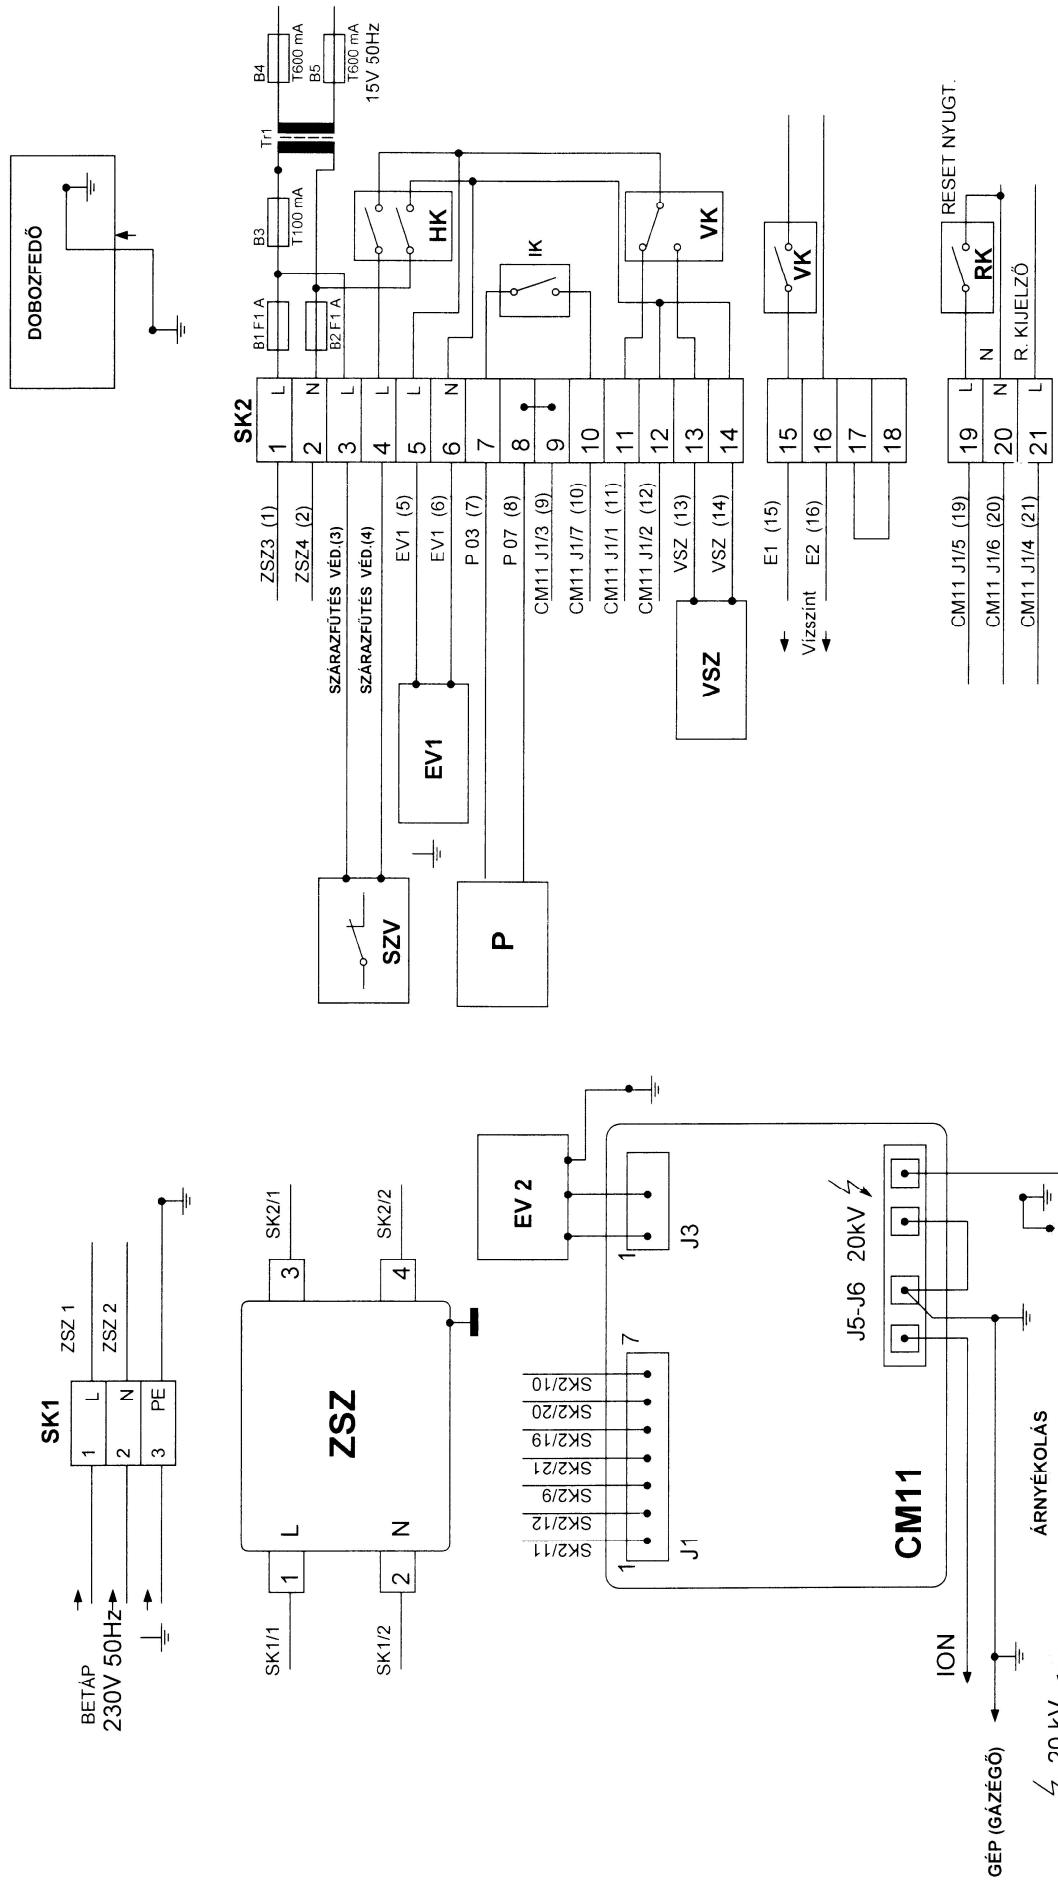 DOBOZFEDŐ
B4
T600 mA
B5
T600 mA
15V 50Hz
Tr1
B3
T100 mA
B1 F1 A
B2 F1 A
HK
IK
VK
VK
RESET NYUGT.
RK
N
R. KIJELZŐ
SK2
1 L
2 N
3 L
4 L
5 L
6 N
7
8
9
10
11
12
13
14
15
16
17
18
19 L
20 N
21 L
ZSZ3 (1)
ZSZ4 (2)
SZÁRAZFŰTÉS VÉD.(3)
SZÁRAZFŰTÉS VÉD.(4)
EV1 (5)
EV1 (6)
P 03 (7)
P 07 (8)
CM11 J1/3 (9)
CM11 J1/7 (10)
CM11 J1/1 (11)
CM11 J1/2 (12)
VSZ (13)
VSZ (14)
E1 (15)
Vízszint
E2 (16)
CM11 J1/5 (19)
CM11 J1/6 (20)
CM11 J1/4 (21)
SZV
EV1
P
VSZ
SK1
1 L
2 N
3 PE
ZSZ 1
ZSZ 2
BETÁP
230V 50Hz
ZSZ
L
N
1
2
3
4
SK1/1
SK1/2
SK2/1
SK2/2
EV 2
1
J3
1
7
J1
SK2/11
SK2/12
SK2/9
SK2/21
SK2/19
SK2/20
SK2/10
CM11
J5-J6 20kV
ION
GÉP (GÁZÉGŐ)
ÁRNYÉKOLÁS
20 kV